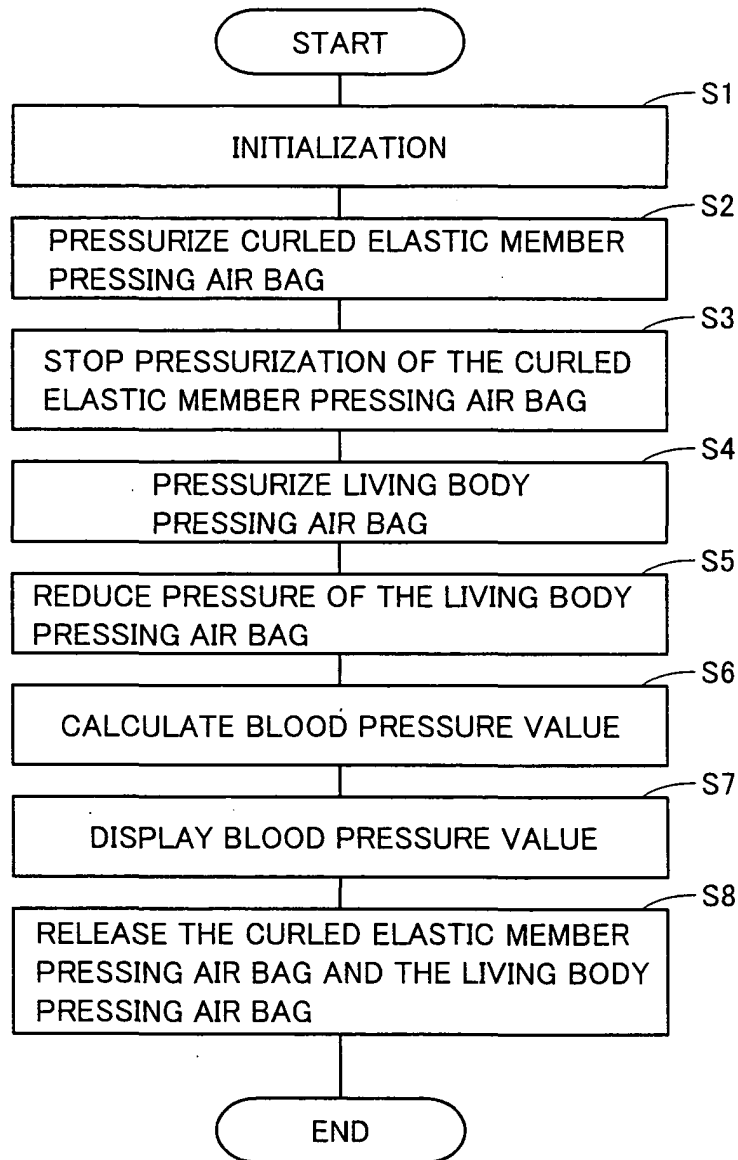 START
S1
INITIALIZATION
S2
PRESSURIZE CURLED ELASTIC MEMBER
PRESSING AIR BAG
S3
STOP PRESSURIZATION OF THE CURLED
ELASTIC MEMBER PRESSING AIR BAG
S4
PRESSURIZE LIVING BODY
PRESSING AIR BAG
S5
REDUCE PRESSURE OF THE LIVING BODY
PRESSING AIR BAG
S6
CALCULATE BLOOD PRESSURE VALUE
S7
DISPLAY BLOOD PRESSURE VALUE
S8
RELEASE THE CURLED ELASTIC MEMBER
PRESSING AIR BAG AND THE LIVING BODY
PRESSING AIR BAG
END